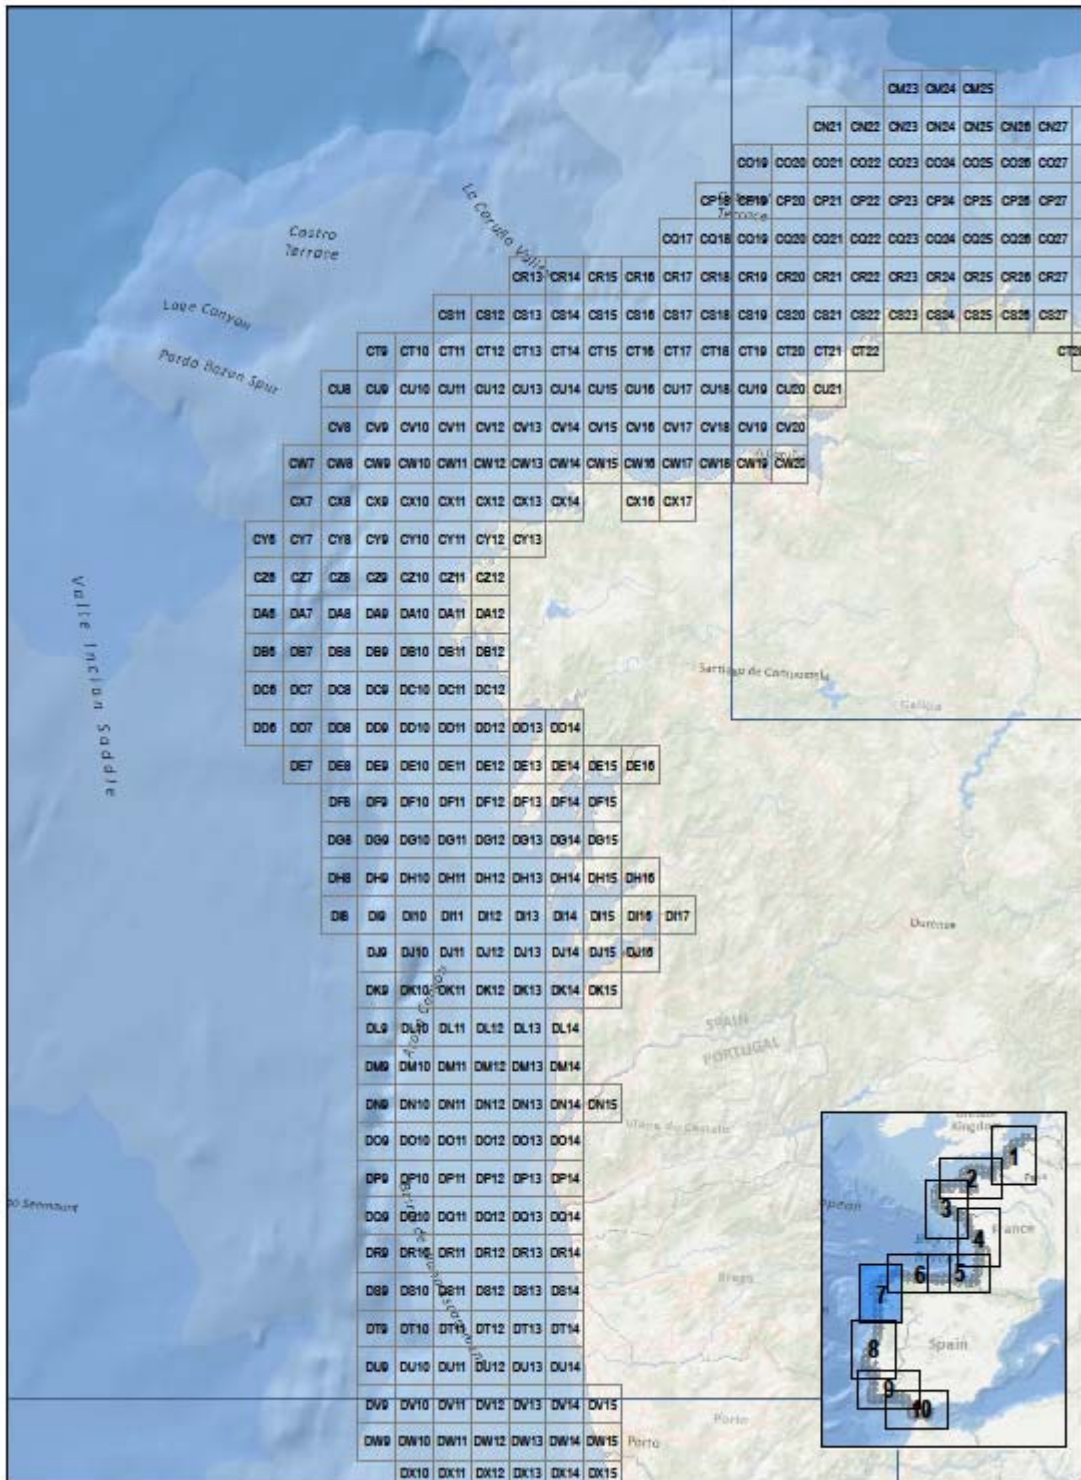 CM23 CM24 CM25
CN21 CN22 CN23 CN24 CN25 CN26 CN27
CO19 CO20 CO21 CO22 CO23 CO24 CO25 CO26 CO27
CP18 CP19 CP20 CP21 CP22 CP23 CP24 CP25 CP26 CP27
Terrace
CQ17 CQ18 CQ19 CQ20 CQ21 CQ22 CQ23 CQ24 CQ25 CQ26 CQ27
Castro
Terrace
La Coruña
CR13 CR14 CR15 CR16 CR17 CR18 CR19 CR20 CR21 CR22 CR23 CR24 CR25 CR26 CR27
Canyon
CS11 CS12 CS13 CS14 CS15 CS16 CS17 CS18 CS19 CS20 CS21 CS22 CS23 CS24 CS25 CS26 CS27
Pardo Bazan Spur
CT9 CT10 CT11 CT12 CT13 CT14 CT15 CT16 CT17 CT18 CT19 CT20 CT21 CT22
CU8 CU9 CU10 CU11 CU12 CU13 CU14 CU15 CU16 CU17 CU18 CU19 CU20 CU21
CV8 CV9 CV10 CV11 CV12 CV13 CV14 CV15 CV16 CV17 CV18 CV19 CV20
CW7 CW8 CW9 CW10 CW11 CW12 CW13 CW14 CW15 CW16 CW17 CW18 CW19 CW20
CX7 CX8 CX9 CX10 CX11 CX12 CX13 CX14 CX16 CX17
CY6 CY7 CY8 CY9 CY10 CY11 CY12 CY13
CZ6 CZ7 CZ8 CZ9 CZ10 CZ11 CZ12
Valle Inclan Saddle
DA6 DA7 DA8 DA9 DA10 DA11 DA12
DB6 DB7 DB8 DB9 DB10 DB11 DB12
Santiago de Compostela
DC6 DC7 DC8 DC9 DC10 DC11 DC12
Galicia
DD6 DD7 DD8 DD9 DD10 DD11 DD12 DD13 DD14
DE7 DE8 DE9 DE10 DE11 DE12 DE13 DE14 DE15 DE16
DF8 DF9 DF10 DF11 DF12 DF13 DF14 DF15
DG8 DG9 DG10 DG11 DG12 DG13 DG14 DG15
DH8 DH9 DH10 DH11 DH12 DH13 DH14 DH15 DH16
DI8 DI9 DI10 DI11 DI12 DI13 DI14 DI15 DI16 DI17
Ourense
DJ9 DJ10 DJ11 DJ12 DJ13 DJ14 DJ15 DJ16
DK9 DK10 DK11 DK12 DK13 DK14 DK15
DL9 DL10 DL11 DL12 DL13 DL14
SPAIN
PORTUGAL
DM9 DM10 DM11 DM12 DM13 DM14
DN9 DN10 DN11 DN12 DN13 DN14 DN15
Viana do Castelo
DO9 DO10 DO11 DO12 DO13 DO14
DP9 DP10 DP11 DP12 DP13 DP14
Seamount
DQ9 DQ10 DQ11 DQ12 DQ13 DQ14
DR9 DR10 DR11 DR12 DR13 DR14
Braga
DS9 DS10 DS11 DS12 DS13 DS14
DT9 DT10 DT11 DT12 DT13 DT14
DU9 DU10 DU11 DU12 DU13 DU14
DV9 DV10 DV11 DV12 DV13 DV14 DV15
Porto
DW9 DW10 DW11 DW12 DW13 DW14 DW15
Porto
DX10 DX11 DX12 DX13 DX14 DX15
Kingdom
1
2
3
France
4
6
5
7
8
Spain
9
10